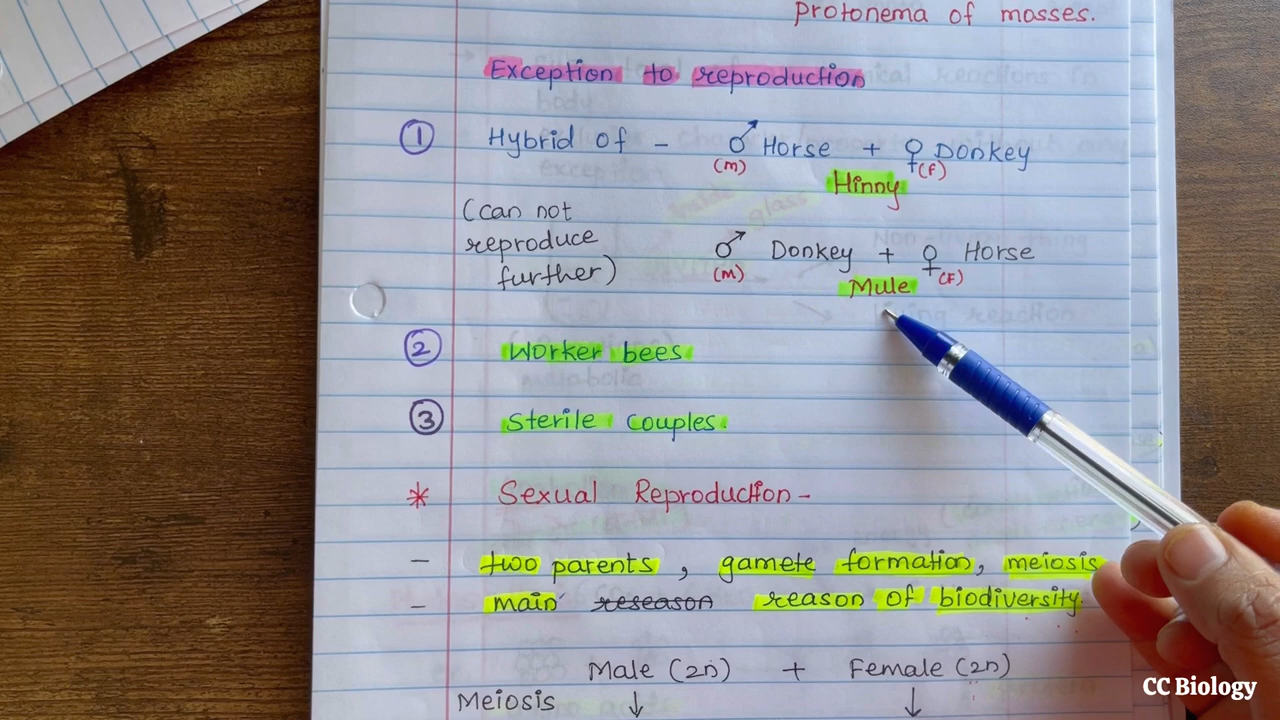 protonema of mosses.
Exception to reproduction
① Hybrid of - ♂ Horse + ♀ Donkey
(M) (F)
Hinny
(can not
reproduce
further)
♂ Donkey + ♀ Horse
(M) (F)
Mule
② Worker bees
③ Sterile couples.
* Sexual Reproduction -
- two parents, gamete formation, meiosis
- main reseason reason of biodiversity.
Male (2n) + Female (2n)
Meiosis ↓ ↓
CC Biology